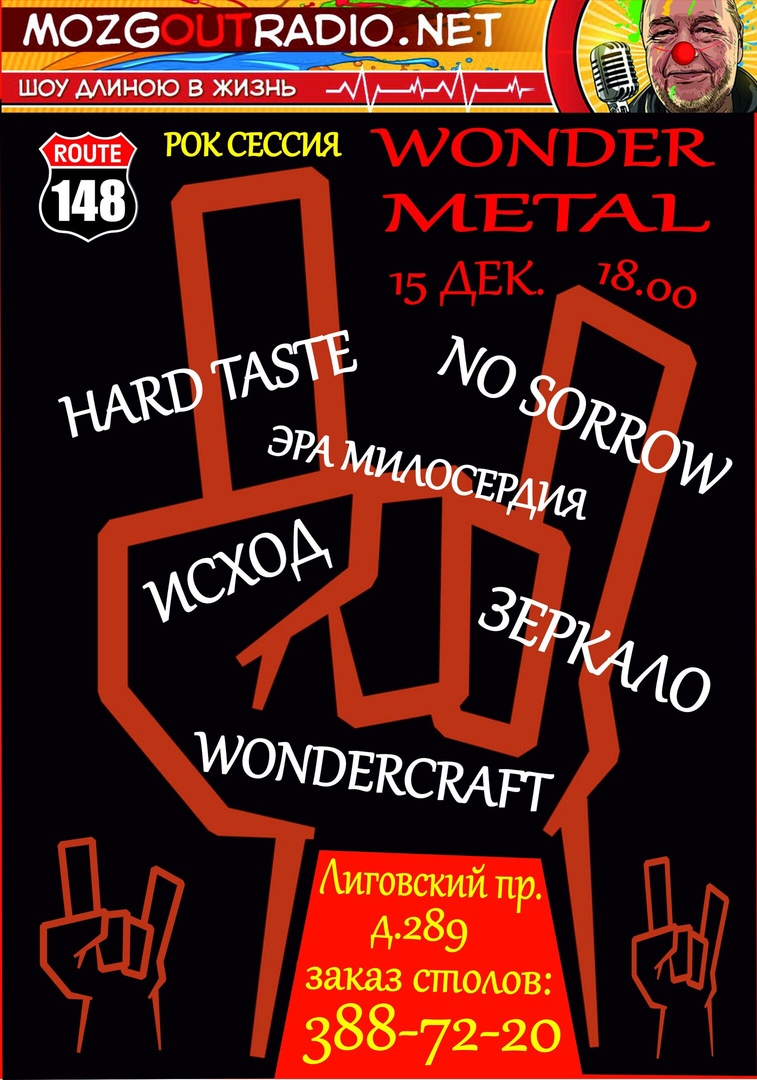 MOZGOUTRADIO.NET
ШОУ ДЛИНОЮ В ЖИЗНЬ
ROUTE
148
РОК СЕССИЯ
WONDER
METAL
15 ДЕК. 18.00
HARD TASTE
NO SORROW
ЭРА МИЛОСЕРДИЯ
ИСХОД
ЗЕРКАЛО
WONDERCRAFT
Лиговский пр.
д.289
заказ столов:
388-72-20